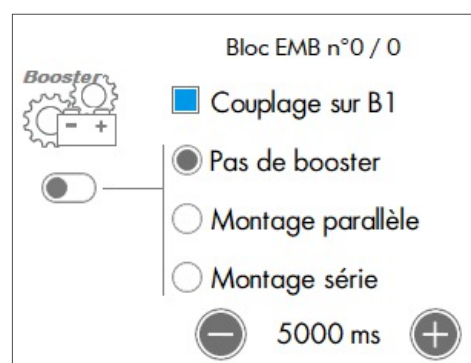 Bloc EMB n°0 / 0
Booster
- +
Couplage sur B1
Pas de booster
Montage parallèle
Montage série
5000 ms